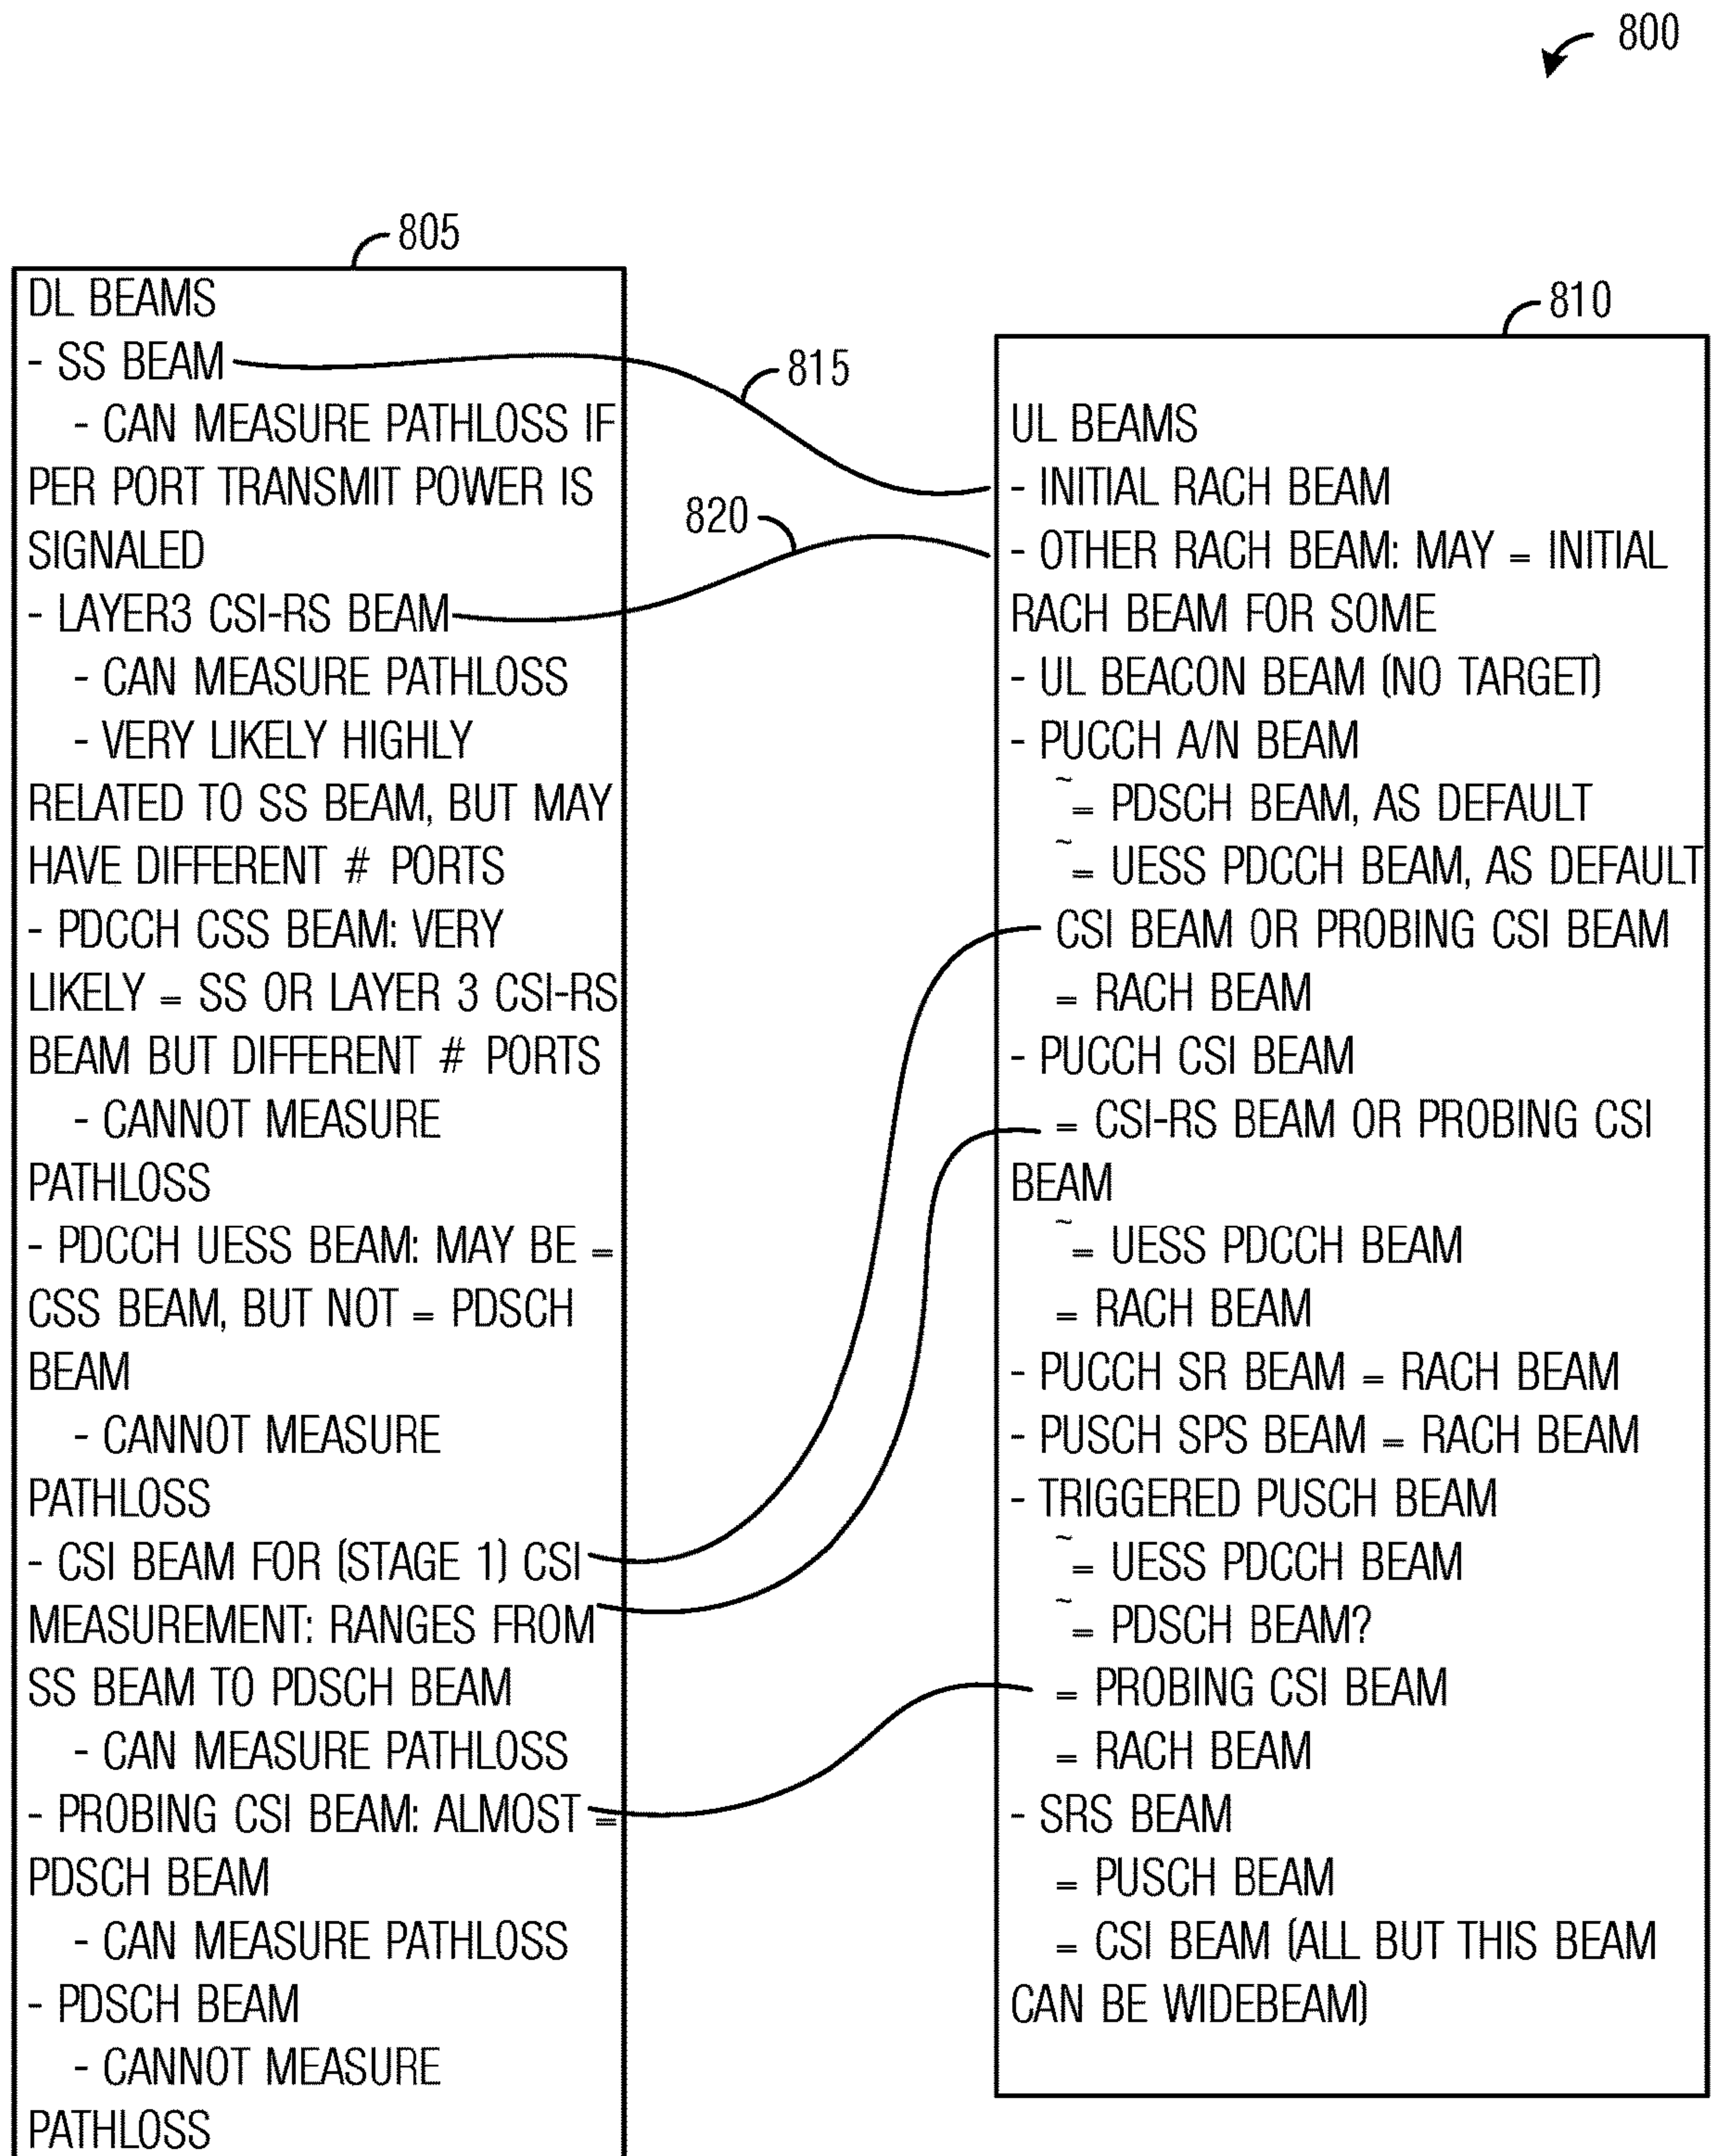 800
805
DL BEAMS
- SS BEAM
- CAN MEASURE PATHLOSS IF
PER PORT TRANSMIT POWER IS
SIGNALED
- LAYER3 CSI-RS BEAM
- CAN MEASURE PATHLOSS
- VERY LIKELY HIGHLY
RELATED TO SS BEAM, BUT MAY
HAVE DIFFERENT # PORTS
- PDCCH CSS BEAM: VERY
LIKELY = SS OR LAYER 3 CSI-RS
BEAM BUT DIFFERENT # PORTS
- CANNOT MEASURE
PATHLOSS
- PDCCH UESS BEAM: MAY BE =
CSS BEAM, BUT NOT = PDSCH
BEAM
- CANNOT MEASURE
PATHLOSS
- CSI BEAM FOR (STAGE 1) CSI
MEASUREMENT: RANGES FROM
SS BEAM TO PDSCH BEAM
- CAN MEASURE PATHLOSS
- PROBING CSI BEAM: ALMOST =
PDSCH BEAM
- CAN MEASURE PATHLOSS
- PDSCH BEAM
- CANNOT MEASURE
PATHLOSS
815
820
810
UL BEAMS
- INITIAL RACH BEAM
- OTHER RACH BEAM: MAY = INITIAL
RACH BEAM FOR SOME
- UL BEACON BEAM (NO TARGET)
- PUCCH A/N BEAM
~= PDSCH BEAM, AS DEFAULT
~= UESS PDCCH BEAM, AS DEFAULT
CSI BEAM OR PROBING CSI BEAM
= RACH BEAM
- PUCCH CSI BEAM
= CSI-RS BEAM OR PROBING CSI
BEAM
~= UESS PDCCH BEAM
= RACH BEAM
- PUCCH SR BEAM = RACH BEAM
- PUSCH SPS BEAM = RACH BEAM
- TRIGGERED PUSCH BEAM
~= UESS PDCCH BEAM
~= PDSCH BEAM?
= PROBING CSI BEAM
= RACH BEAM
- SRS BEAM
= PUSCH BEAM
= CSI BEAM (ALL BUT THIS BEAM
CAN BE WIDEBEAM)